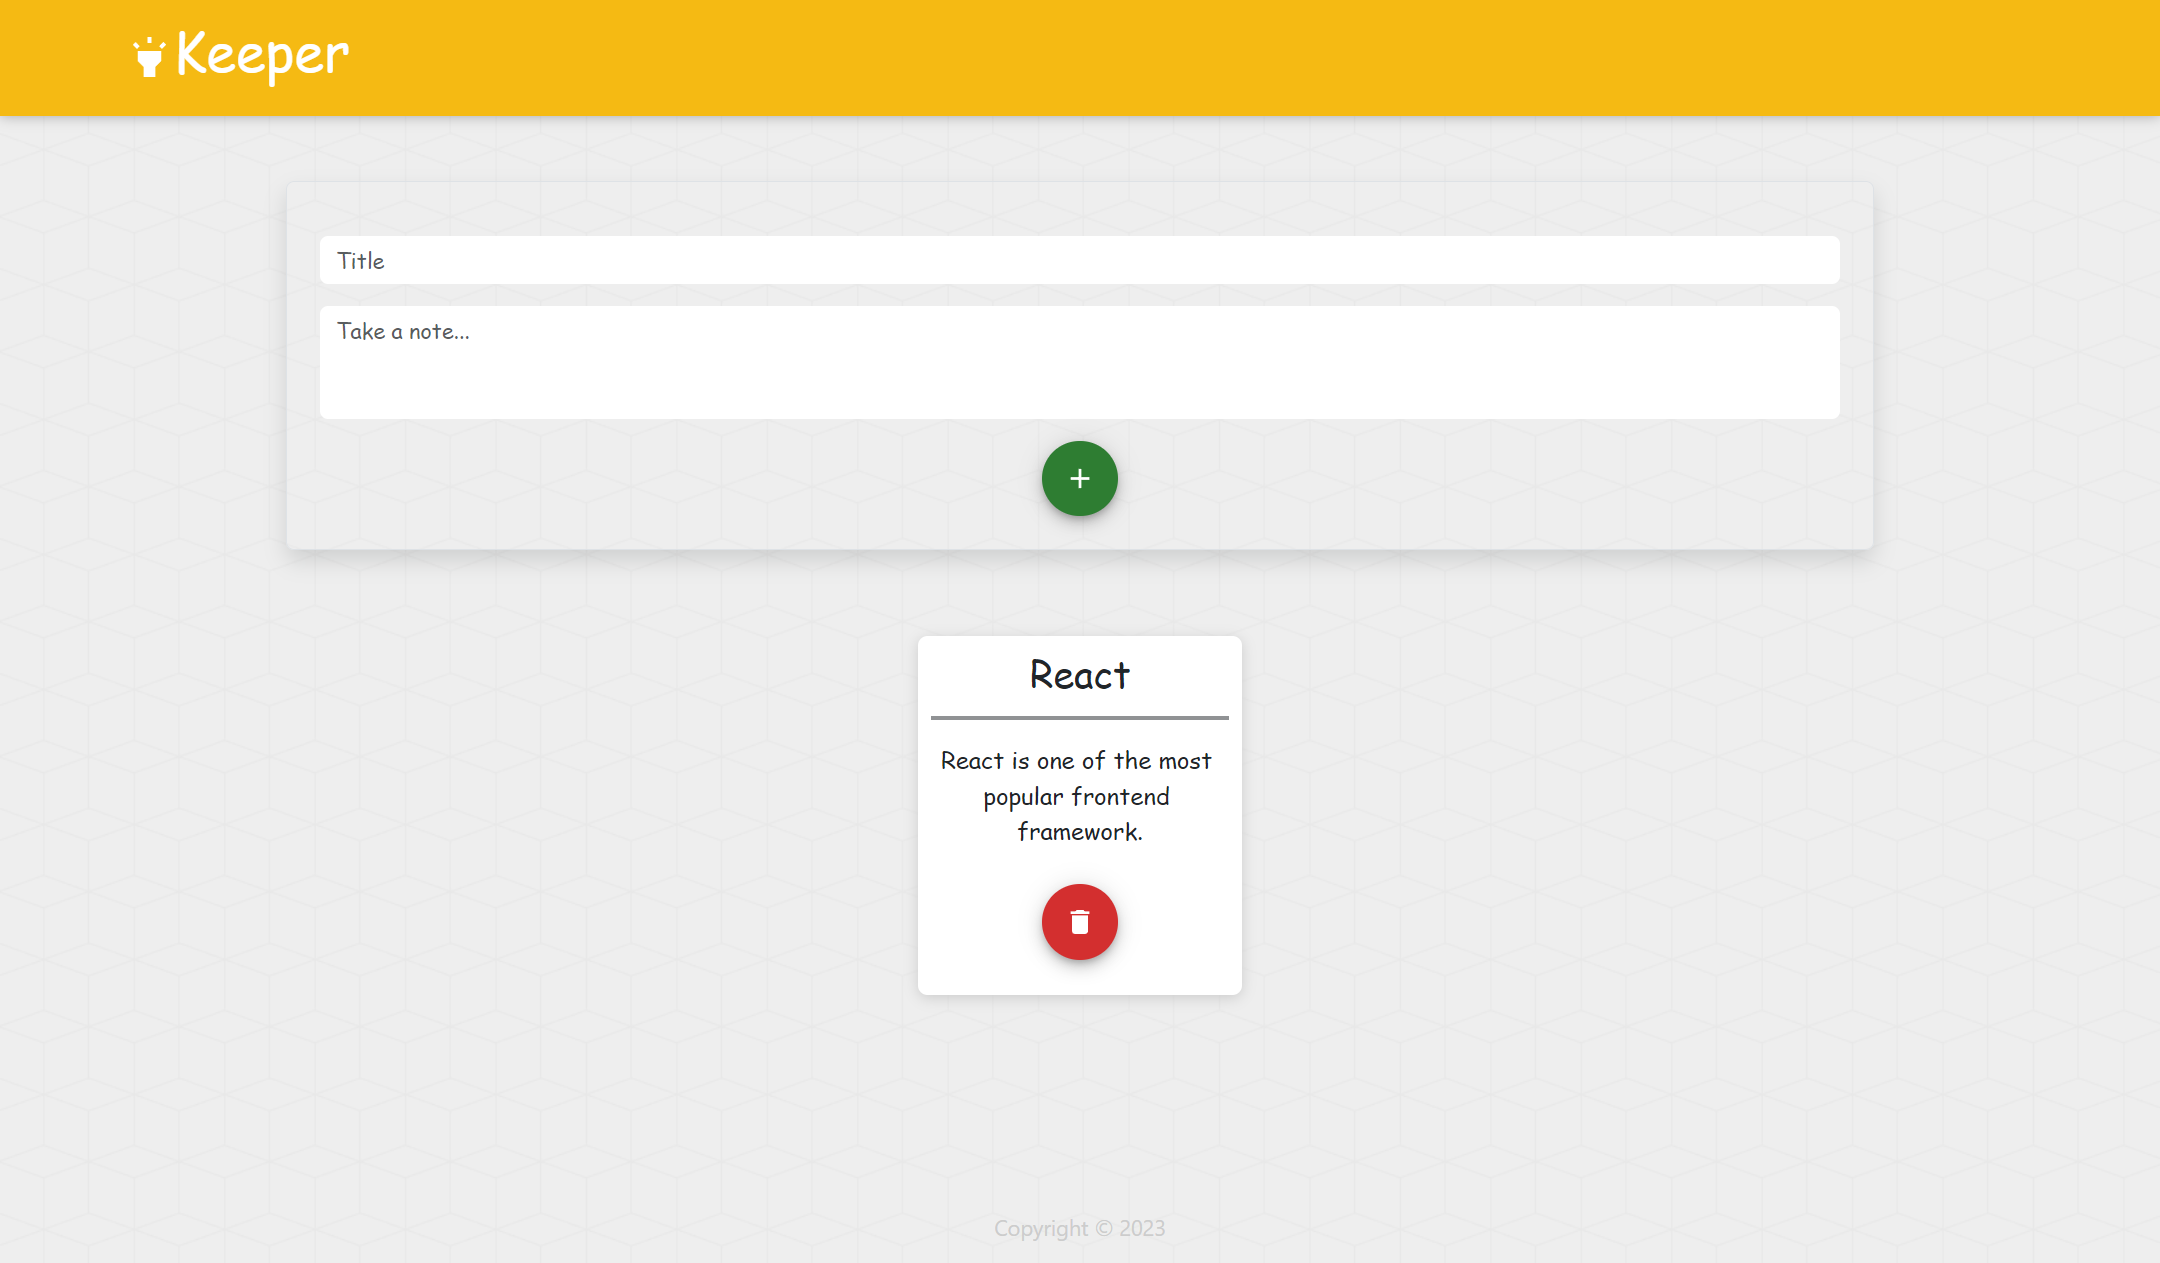 Keeper
Title
Take a note...
React
React is one of the most
popular frontend
framework.
Copyright © 2023